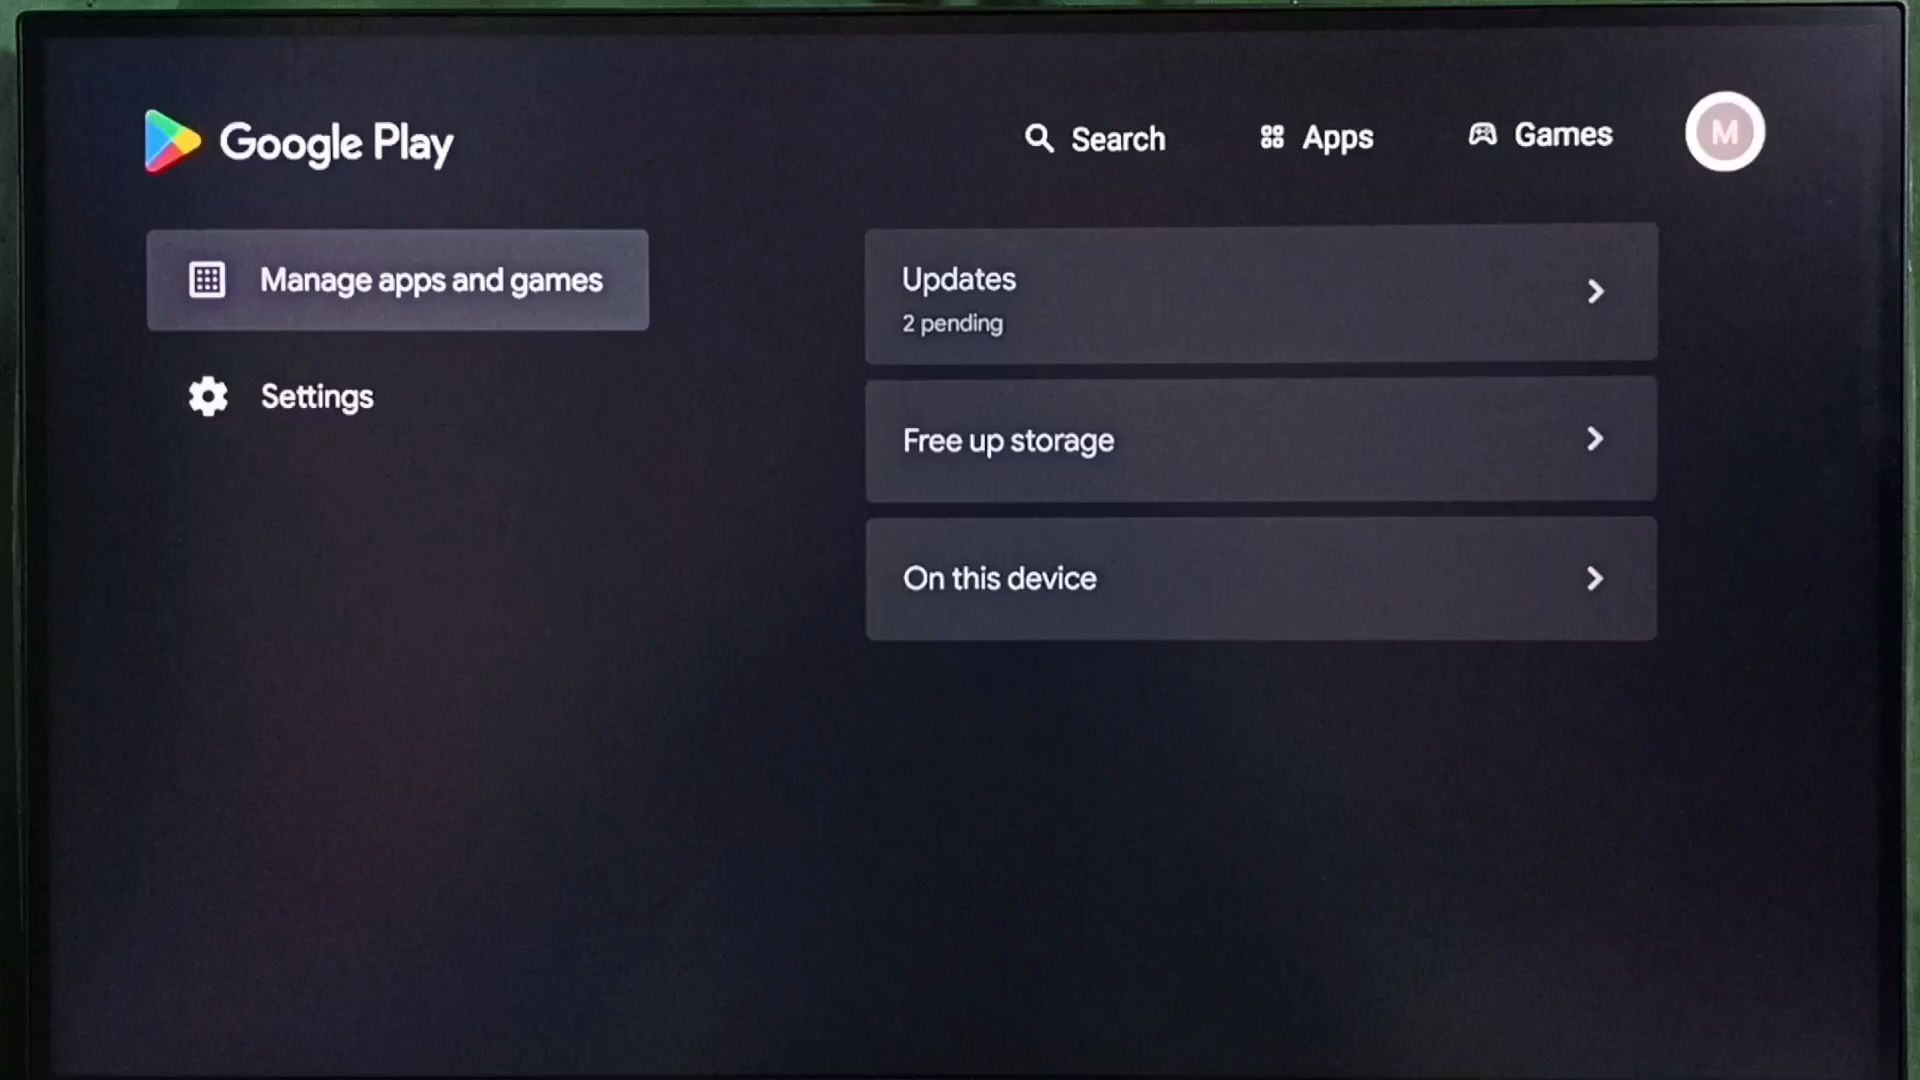 Google Play
Search
Apps
Games
M
Manage apps and games
Settings
Updates
2 pending
Free up storage
On this device